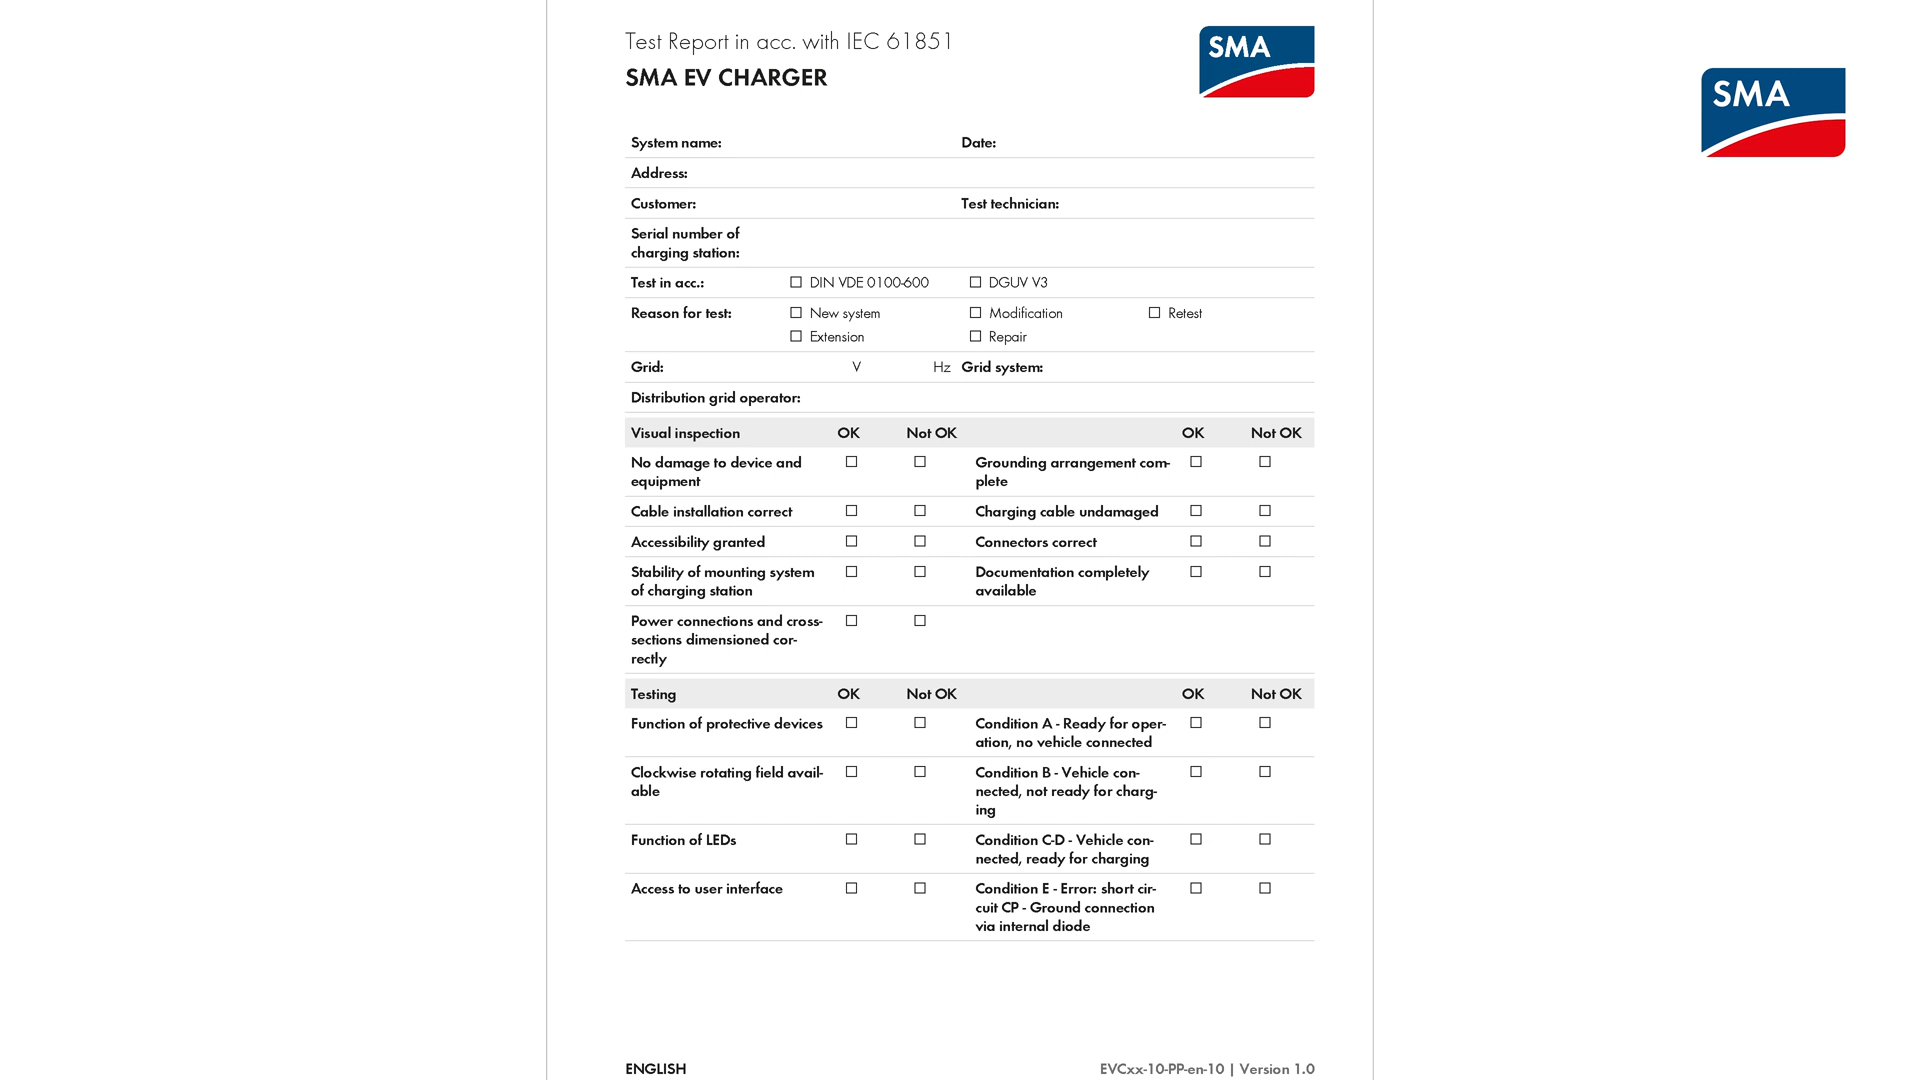 Test Report in acc. with IEC 61851
SMA EV CHARGER
SMA
SMA
System name: Date:
Address:
Customer: Test technician:
Serial number of
charging station:
Test in acc.: ☐ DIN VDE 0100-600 ☐ DGUV V3
Reason for test: ☐ New system ☐ Modification ☐ Retest
☐ Extension ☐ Repair
Grid: V Hz Grid system:
Distribution grid operator:
Visual inspection OK Not OK OK Not OK
No damage to device and ☐ ☐ Grounding arrangement com- ☐ ☐
equipment plete
Cable installation correct ☐ ☐ Charging cable undamaged ☐ ☐
Accessibility granted ☐ ☐ Connectors correct ☐ ☐
Stability of mounting system ☐ ☐ Documentation completely ☐ ☐
of charging station available
Power connections and cross- ☐ ☐
sections dimensioned cor-
rectly
Testing OK Not OK OK Not OK
Function of protective devices ☐ ☐ Condition A - Ready for oper- ☐ ☐
ation, no vehicle connected
Clockwise rotating field avail- ☐ ☐ Condition B - Vehicle con- ☐ ☐
able nected, not ready for charg-
ing
Function of LEDs ☐ ☐ Condition C-D - Vehicle con- ☐ ☐
nected, ready for charging
Access to user interface ☐ ☐ Condition E - Error: short cir- ☐ ☐
cuit CP - Ground connection
via internal diode
ENGLISH EVCxx-10-PP-en-10 | Version 1.0